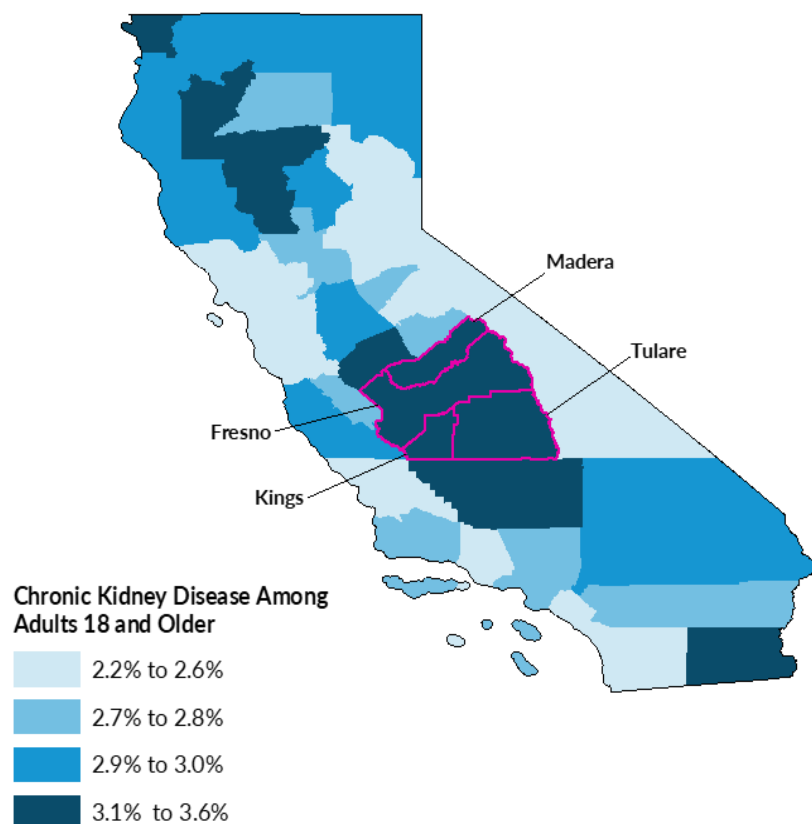 Madera
Tulare
Fresno
Kings
Chronic Kidney Disease Among
Adults 18 and Older
2.2% to 2.6%
2.7% to 2.8%
2.9% to 3.0%
3.1% to 3.6%